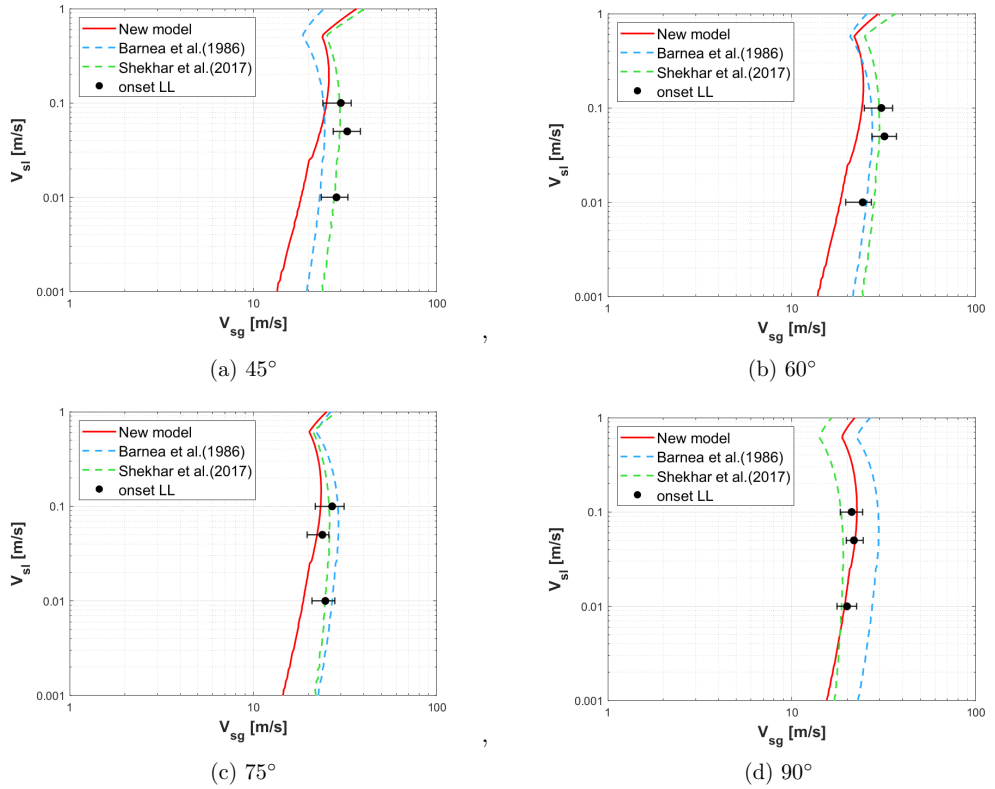 1
0.1
0.01
0.001
V_sl [m/s]
New model
Barnea et al.(1986)
Shekhar et al.(2017)
onset LL
1 10 100
V_sg [m/s]
,
(a) 45°
1
0.1
0.01
0.001
V_sl [m/s]
New model
Barnea et al.(1986)
Shekhar et al.(2017)
onset LL
1 10 100
V_sg [m/s]
(b) 60°
1
0.1
0.01
0.001
V_sl [m/s]
New model
Barnea et al.(1986)
Shekhar et al.(2017)
onset LL
1 10 100
V_sg [m/s]
,
(c) 75°
1
0.1
0.01
0.001
V_sl [m/s]
New model
Barnea et al.(1986)
Shekhar et al.(2017)
onset LL
1 10 100
V_sg [m/s]
(d) 90°